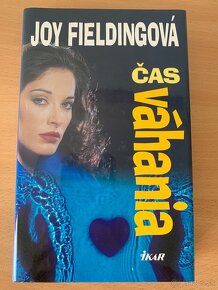 JOY FIELDINGOVÁ
ČAS
váhania
IKAR